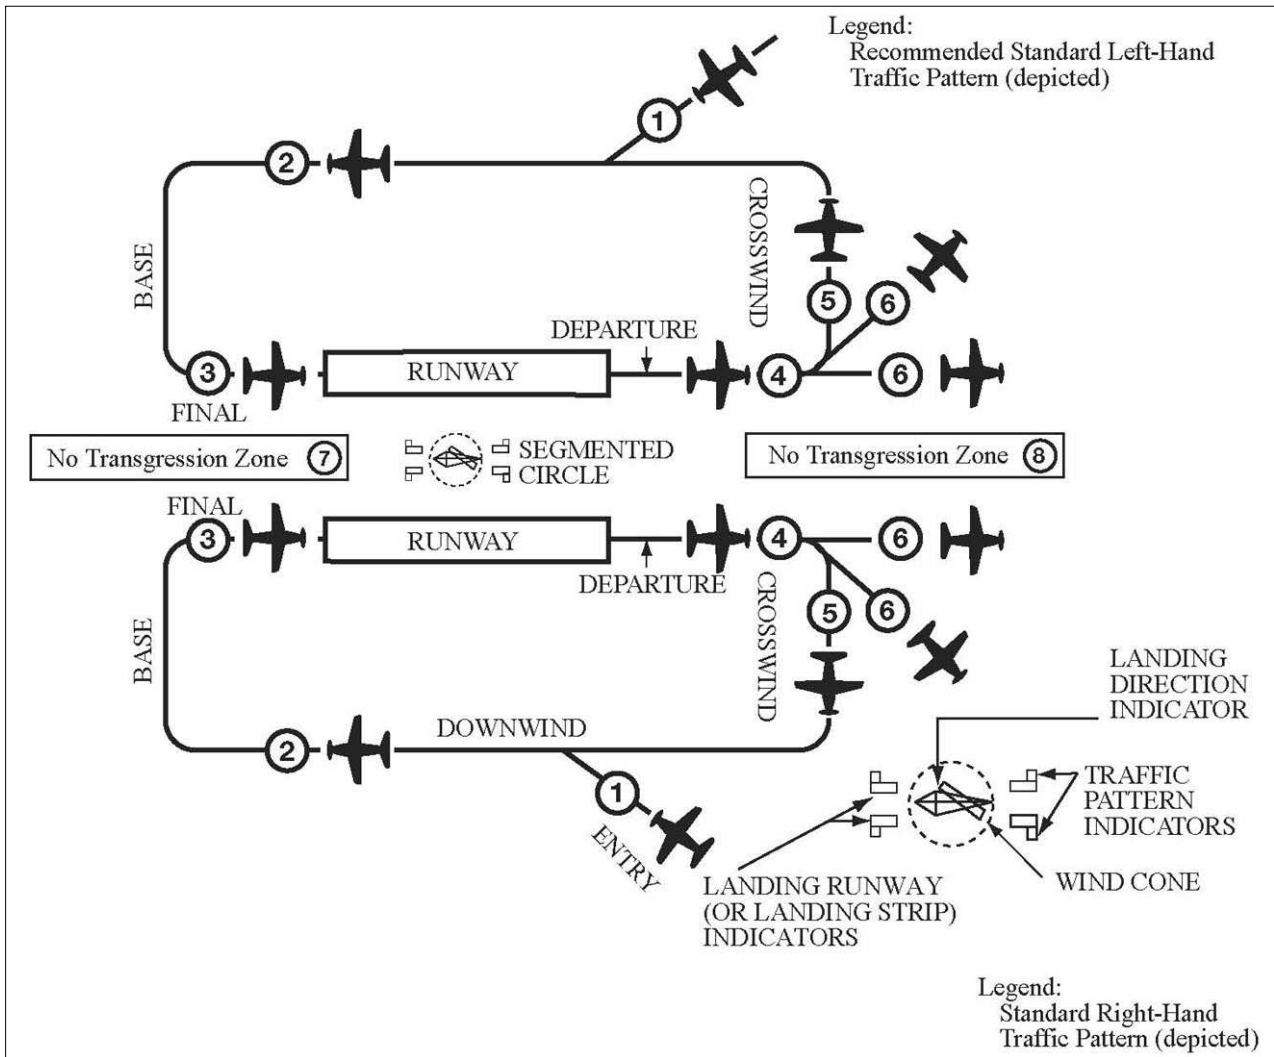 Legend:
Recommended Standard Left-Hand
Traffic Pattern (depicted)
1
2
CROSSWIND
BASE
5
6
DEPARTURE
3
RUNWAY
4
6
FINAL
No Transgression Zone 7
SEGMENTED
CIRCLE
No Transgression Zone 8
FINAL
3
RUNWAY
4
6
DEPARTURE
CROSSWIND
5
6
BASE
LANDING
DIRECTION
INDICATOR
DOWNWIND
2
1
ENTRY
TRAFFIC
PATTERN
INDICATORS
WIND CONE
LANDING RUNWAY
(OR LANDING STRIP)
INDICATORS
Legend:
Standard Right-Hand
Traffic Pattern (depicted)